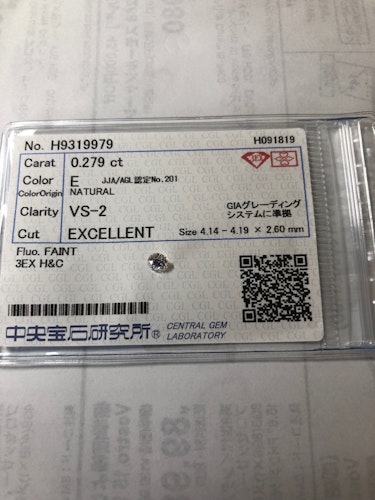 No. H9319979 H091819
Carat 0.279 ct
Color E JJA/AGL認定No.201
ColorOrigin NATURAL
Clarity VS-2 GIAグレーディング
システムに準拠
Cut EXCELLENT Size 4.14 - 4.19 × 2.60 mm
Fluo. FAINT
3EX H&C
中央宝石研究所® CENTRAL GEM
LABORATORY